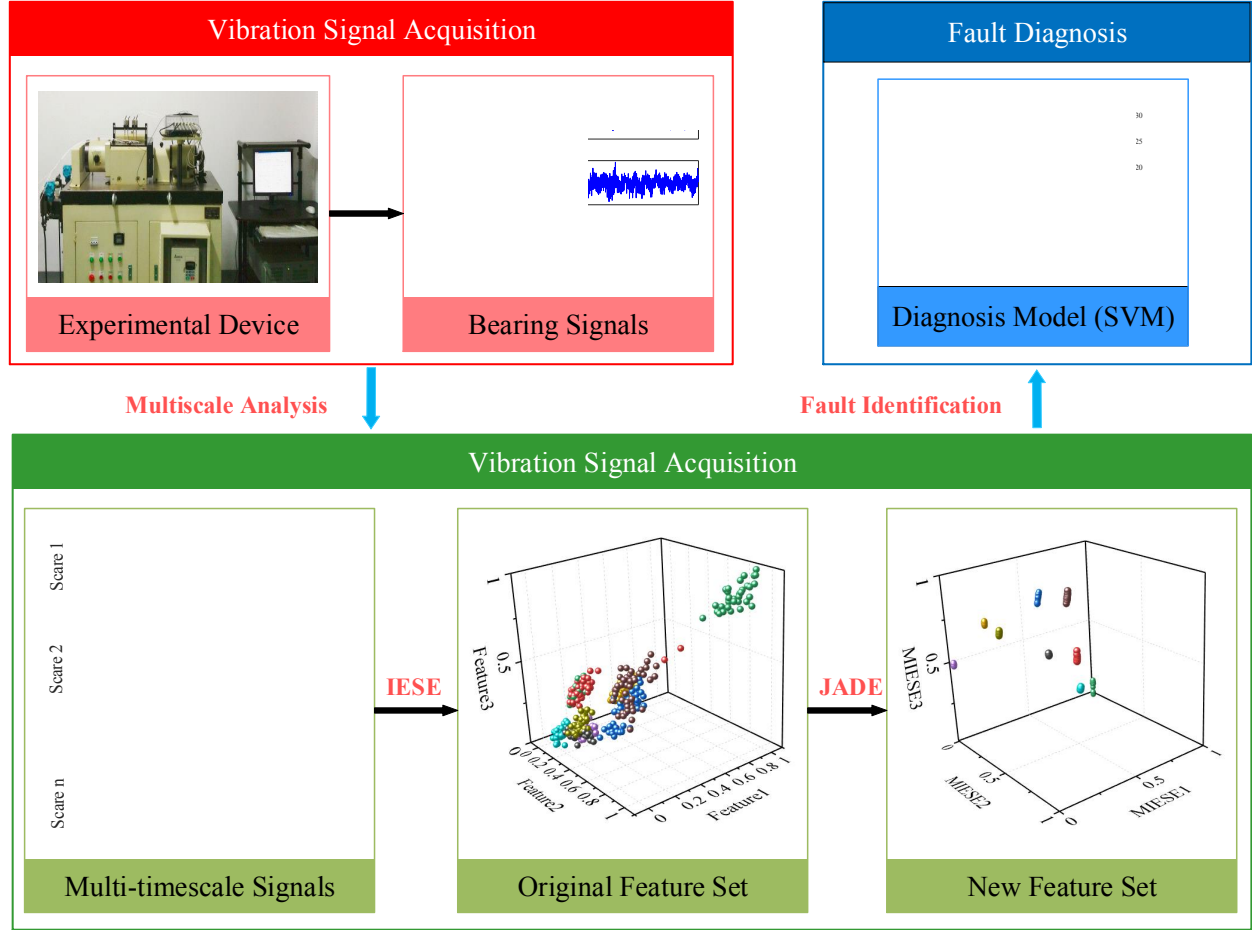 Vibration Signal Acquisition
Experimental Device
Bearing Signals
Fault Diagnosis
30
25
20
Diagnosis Model (SVM)
Multiscale Analysis
Fault Identification
Vibration Signal Acquisition
Scare 1
Scare 2
Scare n
Multi-timescale Signals
IESE
1
0.5
0
Feature3
0 0.2 0.4 0.6 0.8 1
Feature2
0 0.2 0.4 0.6 0.8 1
Feature1
Original Feature Set
JADE
1
0.5
0
MIESE3
0.5
1
MIESE2
0
0.5
1
MIESE1
New Feature Set